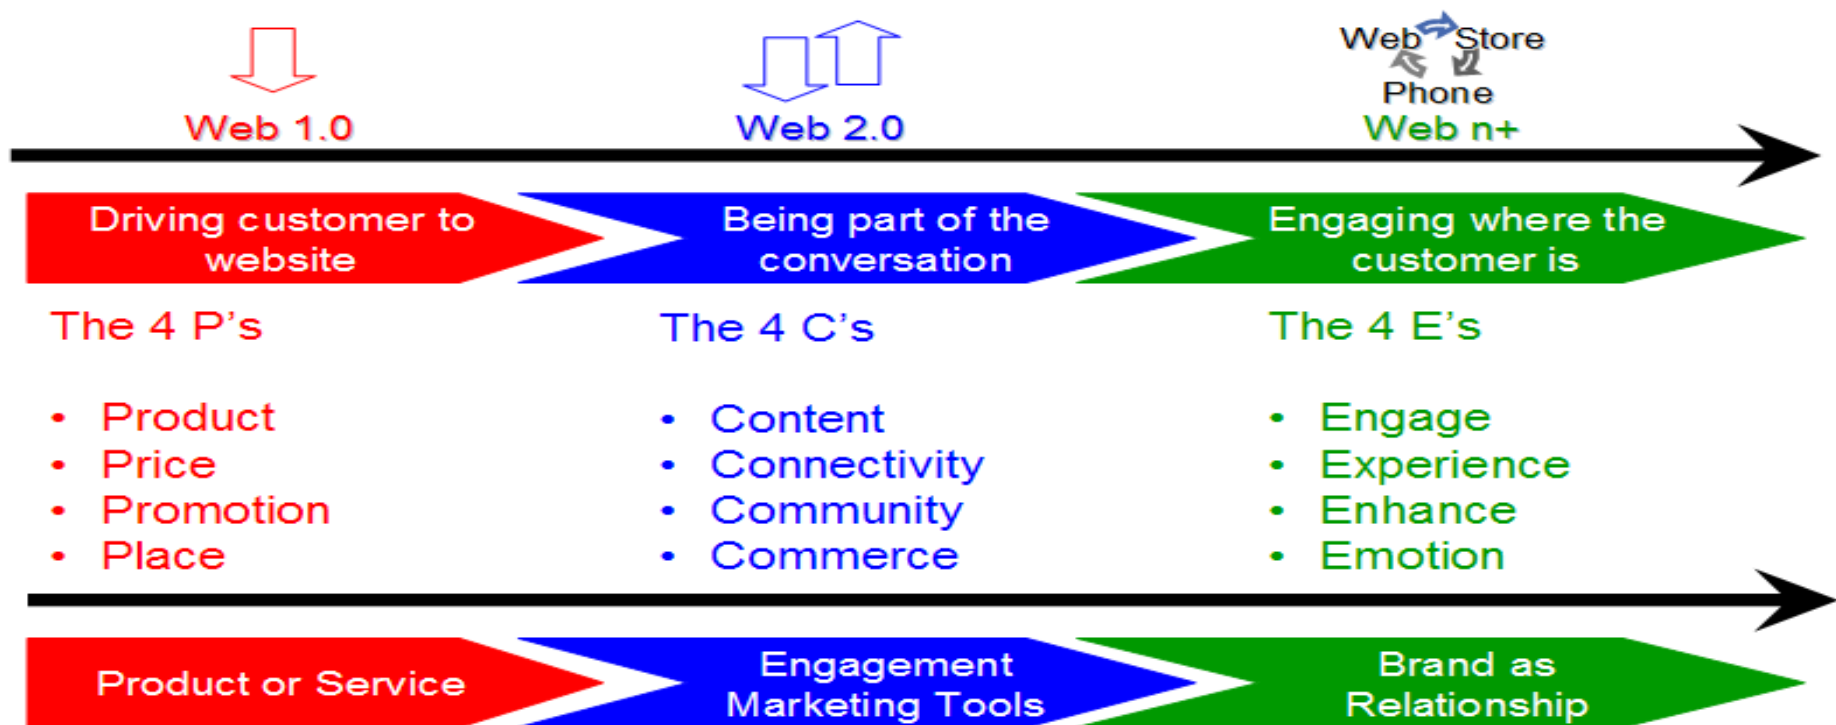 Web Store
Phone
Web 1.0
Web 2.0
Web n+
Driving customer to
website
Being part of the
conversation
Engaging where the
customer is
The 4 P’s
• Product
• Price
• Promotion
• Place
The 4 C’s
• Content
• Connectivity
• Community
• Commerce
The 4 E’s
• Engage
• Experience
• Enhance
• Emotion
Product or Service
Engagement
Marketing Tools
Brand as
Relationship